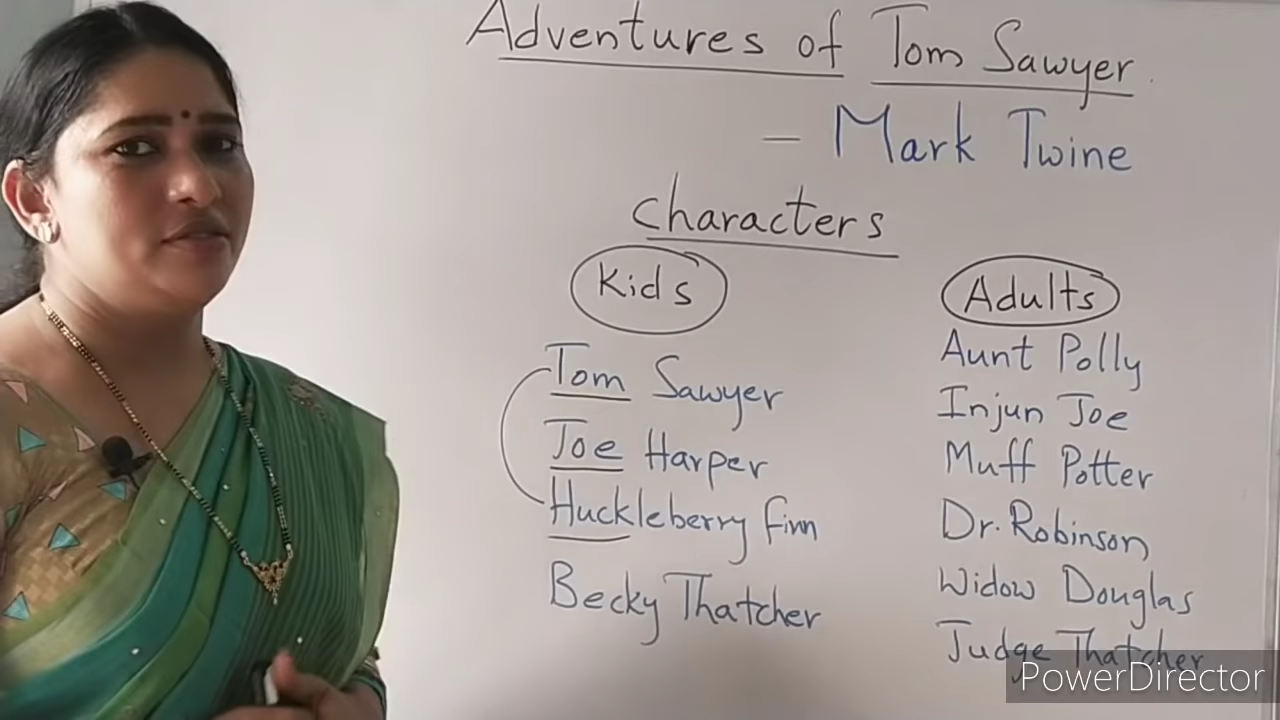 Adventures of Tom Sawyer
- Mark Twine
Characters
Kids
Tom Sawyer
Joe Harper
Huckleberry Finn
Becky Thatcher
Adults
Aunt Polly
Injun Joe
Muff Potter
Dr. Robinson
Widow Douglas
Judge Thatcher
PowerDirector